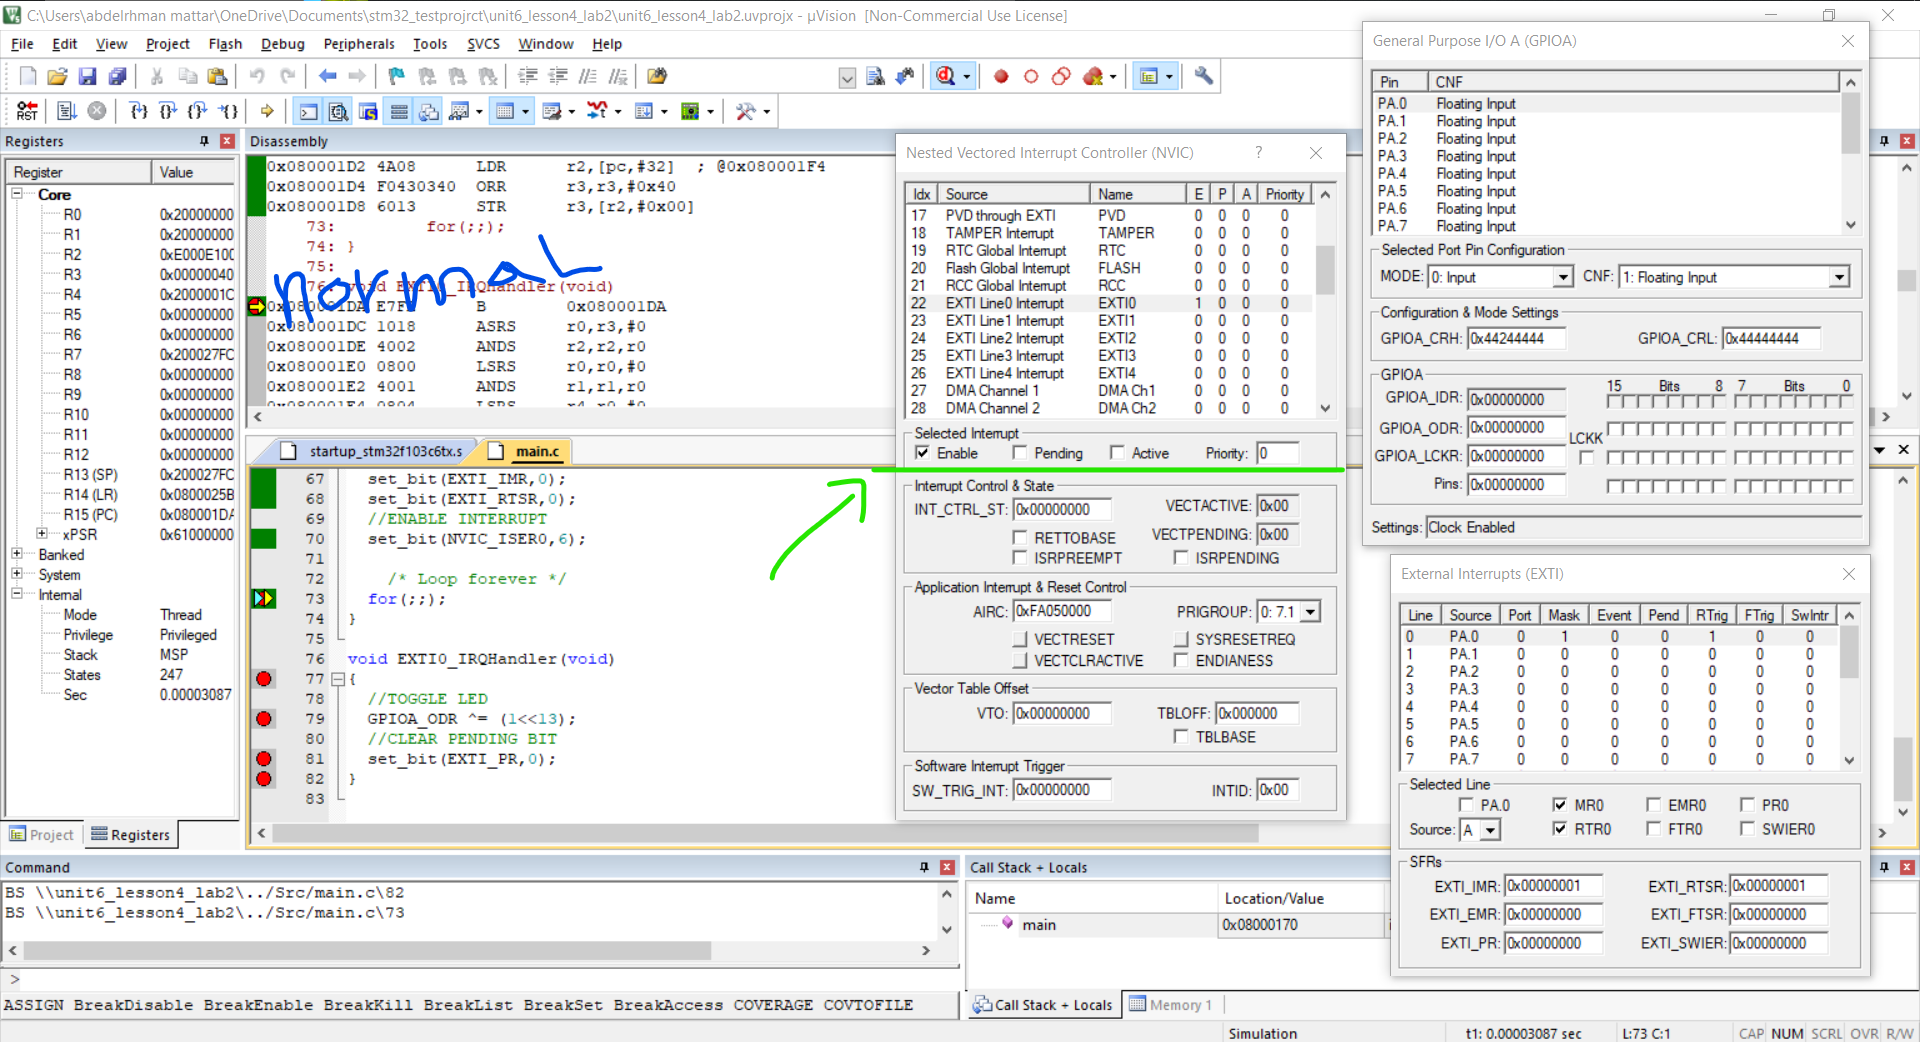 C:\Users\abdelrhman mattar\OneDrive\Documents\stm32_testprojrct\unit6_lesson4_lab2\unit6_lesson4_lab2.uvprojx - µVision [Non-Commercial Use License]
File Edit View Project Flash Debug Peripherals Tools SVCS Window Help
RST
Registers
Register Value
Core
R0 0x20000000
R1 0x20000000
R2 0xE000E10
R3 0x00000040
R4 0x2000001C
R5 0x00000000
R6 0x00000000
R7 0x200027FC
R8 0x00000000
R9 0x00000000
R10 0x00000000
R11 0x00000000
R12 0x00000000
R13 (SP) 0x200027FC
R14 (LR) 0x0800025B
R15 (PC) 0x080001DA
xPSR 0x61000000
Banked
System
Internal
Mode Thread
Privilege Privileged
Stack MSP
States 247
Sec 0.00003087
Project Registers
Disassembly
0x080001D2 4A08 LDR r2,[pc,#32] ; @0x080001F4
0x080001D4 F0430340 ORR r3,r3,#0x40
0x080001D8 6013 STR r3,[r2,#0x00]
73: for(;;);
74: }
75:
76: void EXTI0_IRQHandler(void)
0x080001DA E7F B 0x080001DA
0x080001DC 1018 ASRS r0,r3,#0
0x080001DE 4002 ANDS r2,r2,r0
0x080001E0 0800 LSRS r0,r0,#0
0x080001E2 4001 ANDS r1,r1,r0
0x080001E4 0804 LSRS r4,r0,#0
normal
startup_stm32f103c6tx.s main.c
67 set_bit(EXTI_IMR,0);
68 set_bit(EXTI_RTSR,0);
69 //ENABLE INTERRUPT
70 set_bit(NVIC_ISER0,6);
71
72 /* Loop forever */
73 for(;;);
74 }
75
76 void EXTI0_IRQHandler(void)
77 {
78 //TOGGLE LED
79 GPIOA_ODR ^= (1<<13);
80 //CLEAR PENDING BIT
81 set_bit(EXTI_PR,0);
82 }
83
Nested Vectored Interrupt Controller (NVIC) ?
Idx Source Name E P A Priority
17 PVD through EXTI PVD 0 0 0 0
18 TAMPER Interrupt TAMPER 0 0 0 0
19 RTC Global Interrupt RTC 0 0 0 0
20 Flash Global Interrupt FLASH 0 0 0 0
21 RCC Global Interrupt RCC 0 0 0 0
22 EXTI Line0 Interrupt EXTI0 1 0 0 0
23 EXTI Line1 Interrupt EXTI1 0 0 0 0
24 EXTI Line2 Interrupt EXTI2 0 0 0 0
25 EXTI Line3 Interrupt EXTI3 0 0 0 0
26 EXTI Line4 Interrupt EXTI4 0 0 0 0
27 DMA Channel 1 DMA Ch1 0 0 0 0
28 DMA Channel 2 DMA Ch2 0 0 0 0
Selected Interrupt
Enable Pending Active Priority: 0
Interrupt Control & State
INT_CTRL_ST: 0x00000000 VECTACTIVE: 0x00
RETTOBASE VECTPENDING: 0x00
ISRPREEMPT ISRPENDING
Application Interrupt & Reset Control
AIRC: 0xFA050000 PRIGROUP: 0: 7.1
VECTRESET SYSRESETREQ
VECTCLRACTIVE ENDIANESS
Vector Table Offset
VTO: 0x00000000 TBLOFF: 0x000000
TBLBASE
Software Interrupt Trigger
SW_TRIG_INT: 0x00000000 INTID: 0x00
General Purpose I/O A (GPIOA)
Pin CNF
PA.0 Floating Input
PA.1 Floating Input
PA.2 Floating Input
PA.3 Floating Input
PA.4 Floating Input
PA.5 Floating Input
PA.6 Floating Input
PA.7 Floating Input
Selected Port Pin Configuration
MODE: 0: Input CNF: 1: Floating Input
Configuration & Mode Settings
GPIOA_CRH: 0x44244444 GPIOA_CRL: 0x44444444
GPIOA 15 Bits 8 7 Bits 0
GPIOA_IDR: 0x00000000
GPIOA_ODR: 0x00000000
LCKK
GPIOA_LCKR: 0x00000000
Pins: 0x00000000
Settings: Clock Enabled
External Interrupts (EXTI)
Line Source Port Mask Event Pend RTrig FTrig SwIntr
0 PA.0 0 1 0 0 1 0 0
1 PA.1 0 0 0 0 0 0 0
2 PA.2 0 0 0 0 0 0 0
3 PA.3 0 0 0 0 0 0 0
4 PA.4 0 0 0 0 0 0 0
5 PA.5 0 0 0 0 0 0 0
6 PA.6 0 0 0 0 0 0 0
7 PA.7 0 0 0 0 0 0 0
Selected Line
PA.0 MR0 EMR0 PR0
Source: A RTR0 FTR0 SWIER0
SFRs
EXTI_IMR: 0x00000001 EXTI_RTSR: 0x00000001
EXTI_EMR: 0x00000000 EXTI_FTSR: 0x00000000
EXTI_PR: 0x00000000 EXTI_SWIER: 0x00000000
Command
BS \\unit6_lesson4_lab2\../Src/main.c\82
BS \\unit6_lesson4_lab2\../Src/main.c\73
>
ASSIGN BreakDisable BreakEnable BreakKill BreakList BreakSet BreakAccess COVERAGE COVTOFILE
Call Stack + Locals
Name Location/Value
main 0x08000170
Call Stack + Locals Memory 1
Simulation t1: 0.00003087 sec L:73 C:1 CAP NUM SCRL OVR R/W